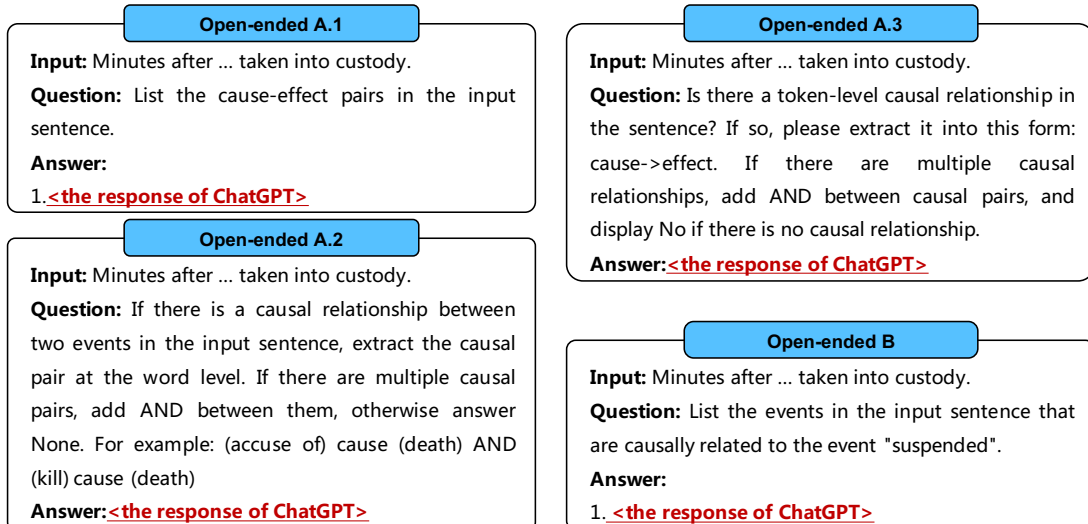 Open-ended A.1
Input: Minutes after ... taken into custody.
Question: List the cause-effect pairs in the input
sentence.
Answer:
1.<the response of ChatGPT>
Open-ended A.2
Input: Minutes after ... taken into custody.
Question: If there is a causal relationship between
two events in the input sentence, extract the causal
pair at the word level. If there are multiple causal
pairs, add AND between them, otherwise answer
None. For example: (accuse of) cause (death) AND
(kill) cause (death)
Answer:<the response of ChatGPT>
Open-ended A.3
Input: Minutes after ... taken into custody.
Question: Is there a token-level causal relationship in
the sentence? If so, please extract it into this form:
cause->effect. If there are multiple causal
relationships, add AND between causal pairs, and
display No if there is no causal relationship.
Answer:<the response of ChatGPT>
Open-ended B
Input: Minutes after ... taken into custody.
Question: List the events in the input sentence that
are causally related to the event "suspended".
Answer:
1. <the response of ChatGPT>